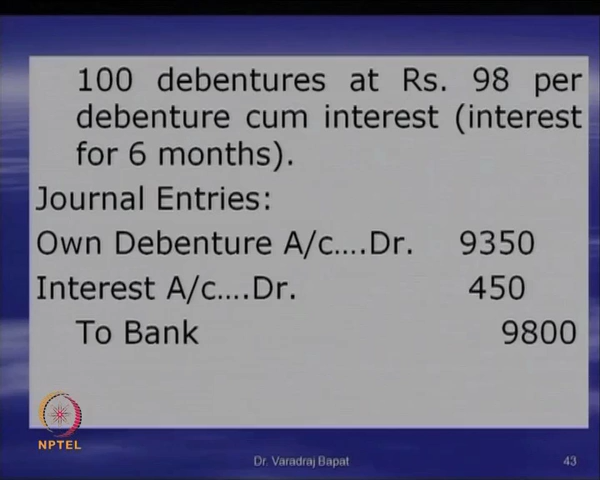 100 debentures at Rs. 98 per
debenture cum interest (interest
for 6 months).
Journal Entries:
Own Debenture A/c....Dr. 9350
Interest A/c....Dr. 450
To Bank 9800
NPTEL
Dr. Varadraj Bapat 43